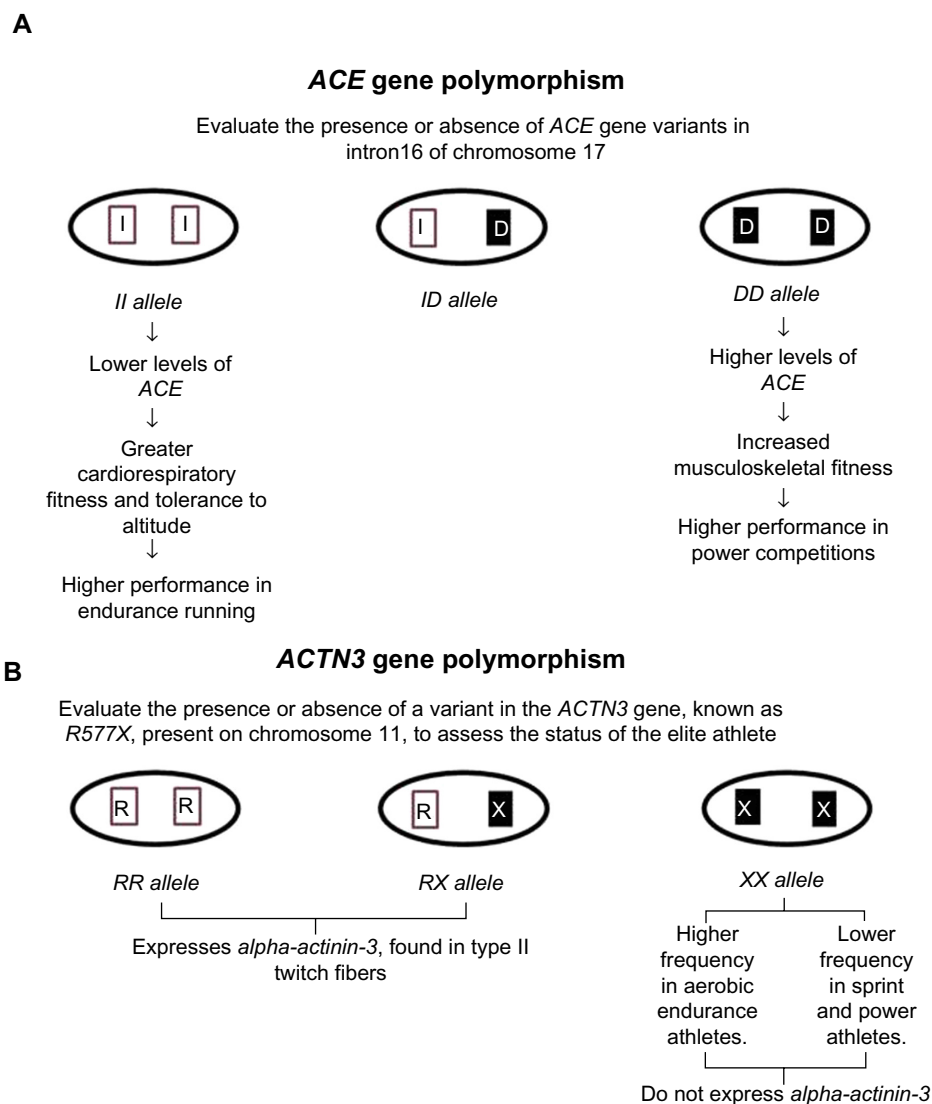 A
ACE gene polymorphism
Evaluate the presence or absence of ACE gene variants in
intron16 of chromosome 17
I I
I D
D D
II allele
ID allele
DD allele
↓
Lower levels of
ACE
↓
Greater
cardiorespiratory
fitness and tolerance to
altitude
↓
Higher performance in
endurance running
↓
Higher levels of
ACE
↓
Increased
musculoskeletal fitness
↓
Higher performance in
power competitions
B
ACTN3 gene polymorphism
Evaluate the presence or absence of a variant in the ACTN3 gene, known as
R577X, present on chromosome 11, to assess the status of the elite athlete
R R
R X
X X
RR allele
RX allele
XX allele
Expresses alpha-actinin-3, found in type II
twitch fibers
Higher
frequency
in aerobic
endurance
athletes.
Lower
frequency
in sprint
and power
athletes.
Do not express alpha-actinin-3